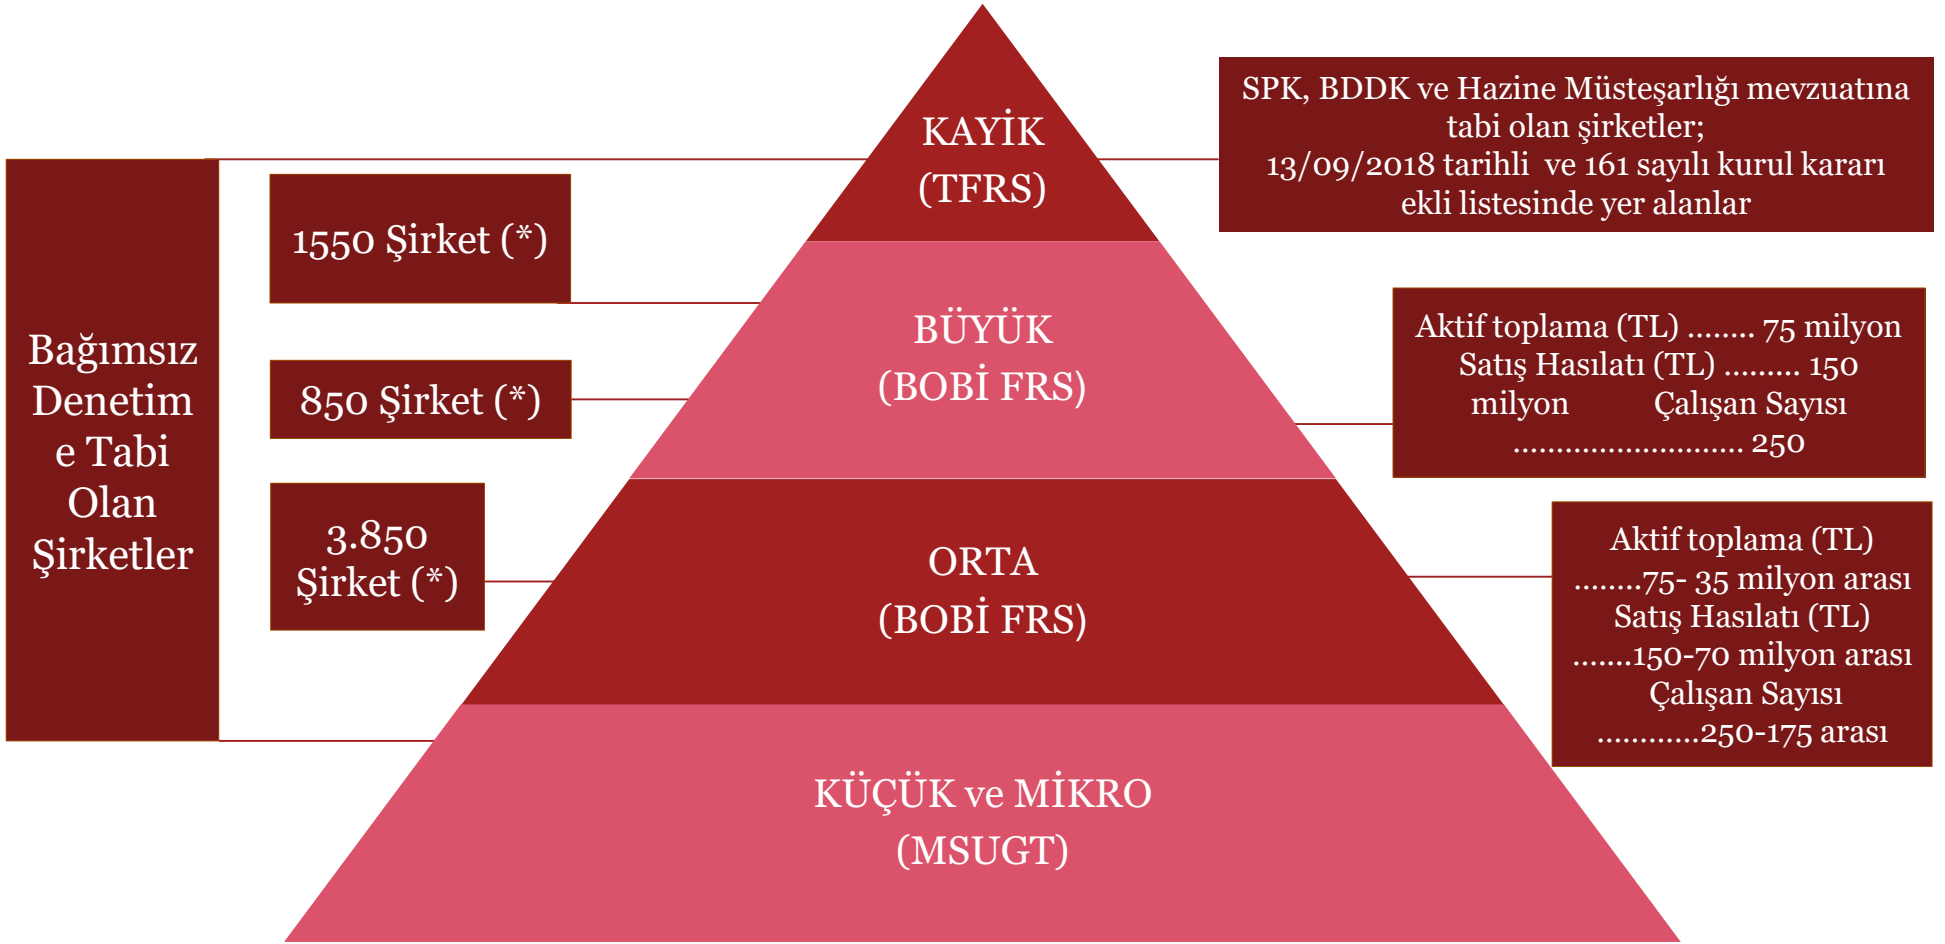 KAYİK
(TFRS)
SPK, BDDK ve Hazine Müsteşarlığı mevzuatına
tabi olan şirketler;
13/09/2018 tarihli  ve 161 sayılı kurul kararı
ekli listesinde yer alanlar
Bağımsız
Denetim
e Tabi
Olan
Şirketler
1550 Şirket (*)
850 Şirket (*)
3.850
Şirket (*)
BÜYÜK
(BOBİ FRS)
Aktif toplama (TL) ........ 75 milyon
Satış Hasılatı (TL) ......... 150
milyon Çalışan Sayısı
........................... 250
ORTA
(BOBİ FRS)
Aktif toplama (TL)
........75- 35 milyon arası
Satış Hasılatı (TL)
.......150-70 milyon arası
Çalışan Sayısı
............250-175 arası
KÜÇÜK ve MİKRO
(MSUGT)